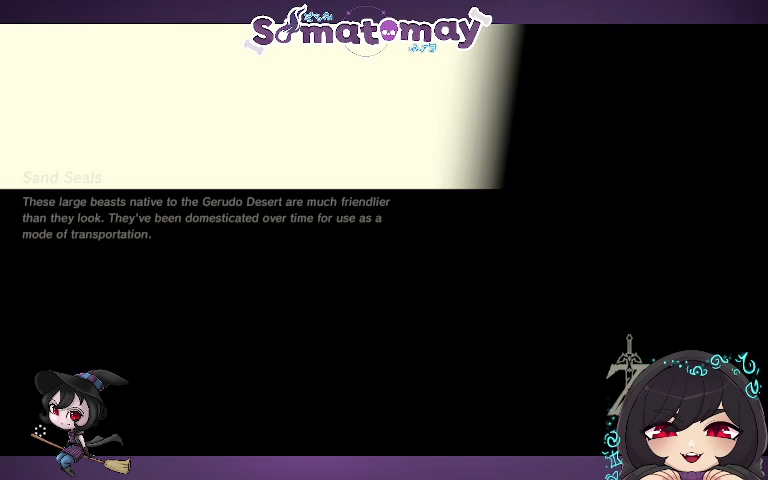 Somatomay
Sand Seals
These large beasts native to the Gerudo Desert are much friendlier
than they look. They've been domesticated over time for use as a
mode of transportation.